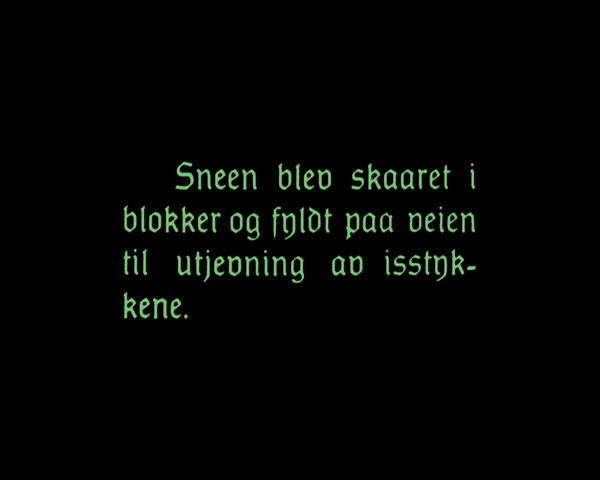 Sneen blev skaaret i
blokker og fyldt paa veien
til utjevning av isstyk-
kene.